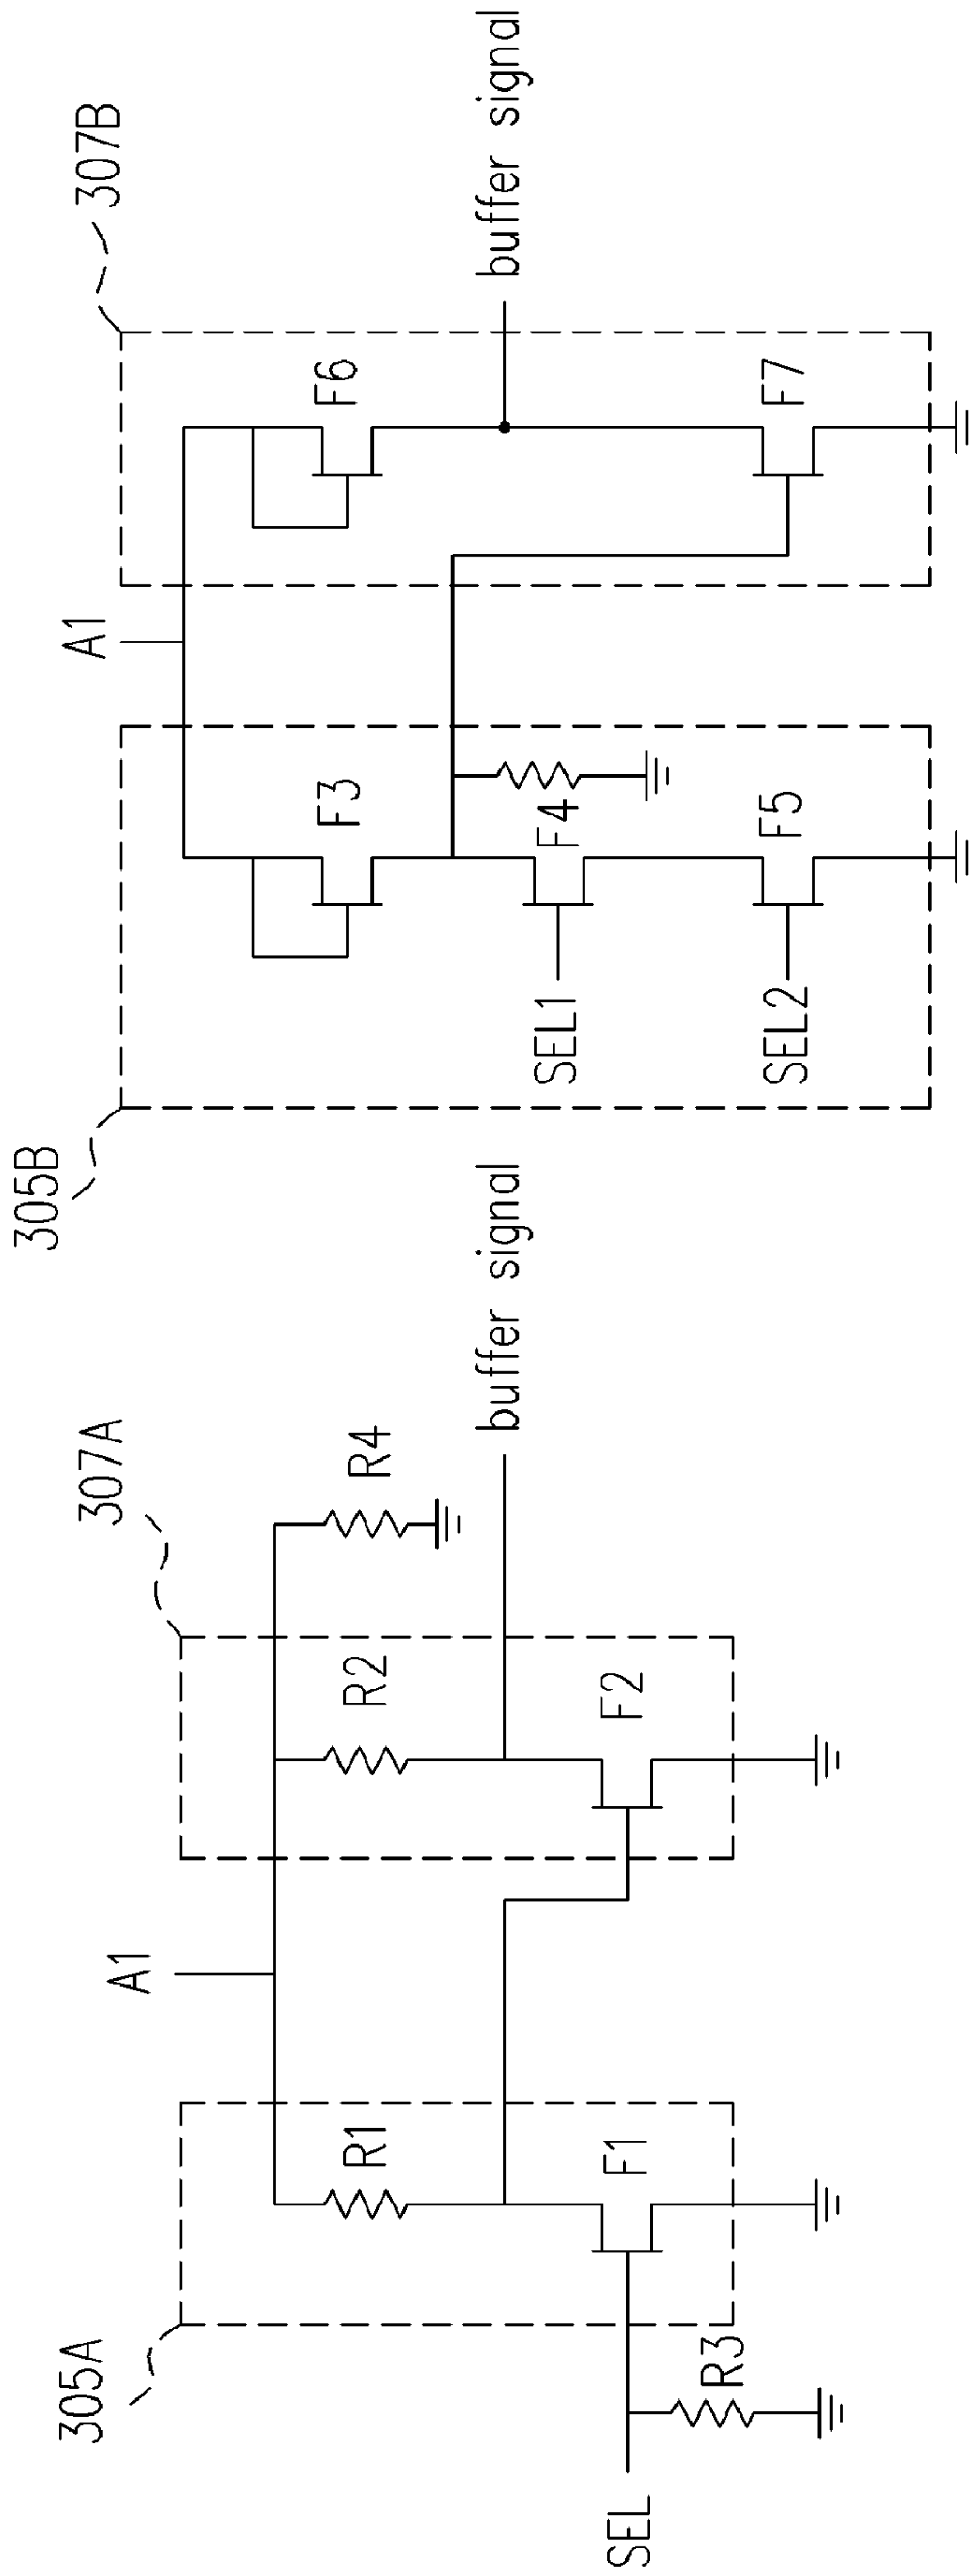 305A
307A
A1
R1
R2
R4
buffer signal
F1
F2
SEL
R3
305B
307B
A1
F3
F6
buffer signal
SEL1
F4
SEL2
F5
F7